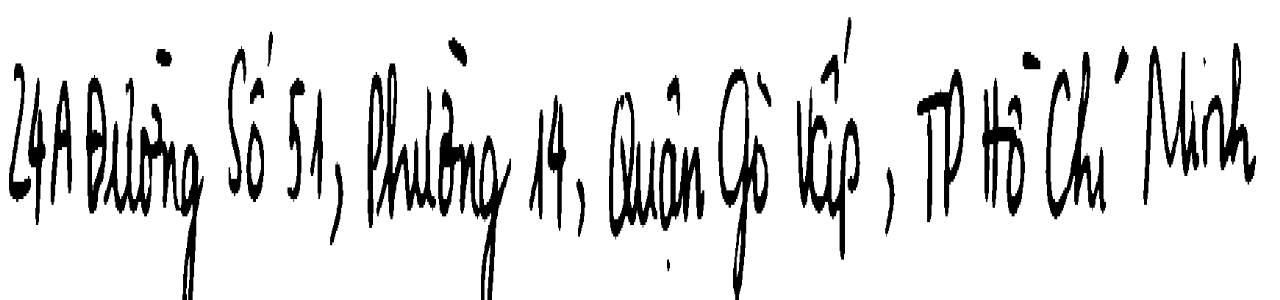 24A Đường Số 51, Phường 14, Quận Gò Vấp, TP Hồ Chí Minh